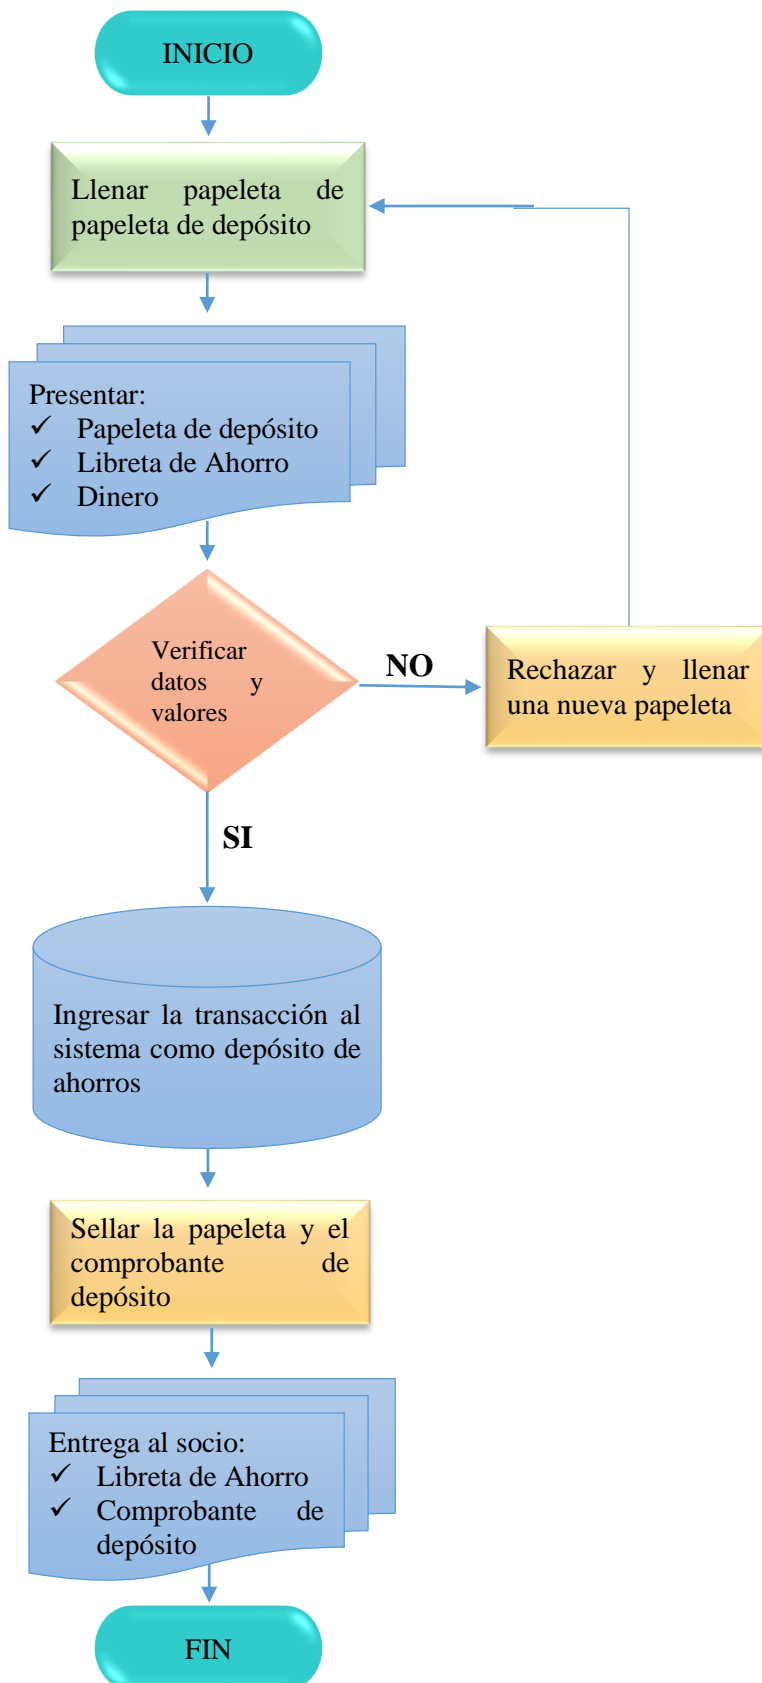 INICIO
Llenar papeleta de
papeleta de depósito
Presentar:
✓ Papeleta de depósito
✓ Libreta de Ahorro
✓ Dinero
Verificar
datos y
valores
NO
Rechazar y llenar
una nueva papeleta
SI
Ingresar la transacción al
sistema como depósito de
ahorros
Sellar la papeleta y el
comprobante de
depósito
Entrega al socio:
✓ Libreta de Ahorro
✓ Comprobante de
depósito
FIN